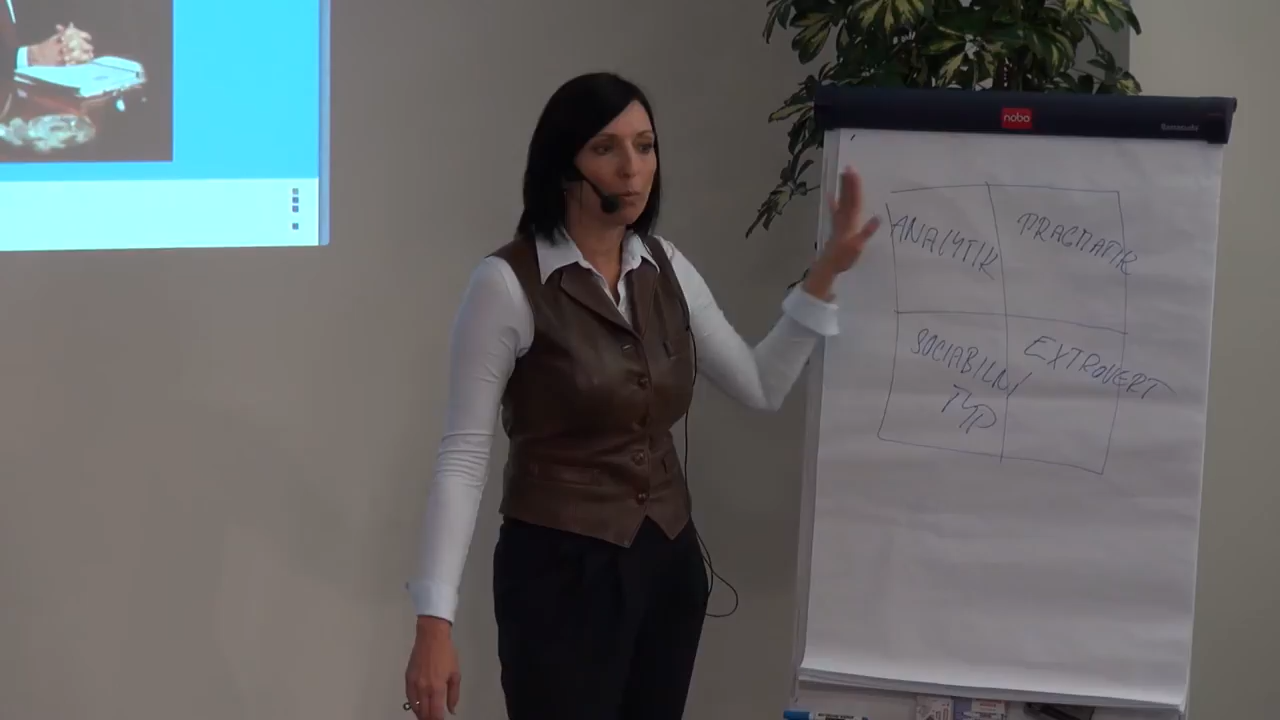 nobo
ANALYTIK
PRAGMATIK
SOCIABILNÍ
TYP
EXTROVERT